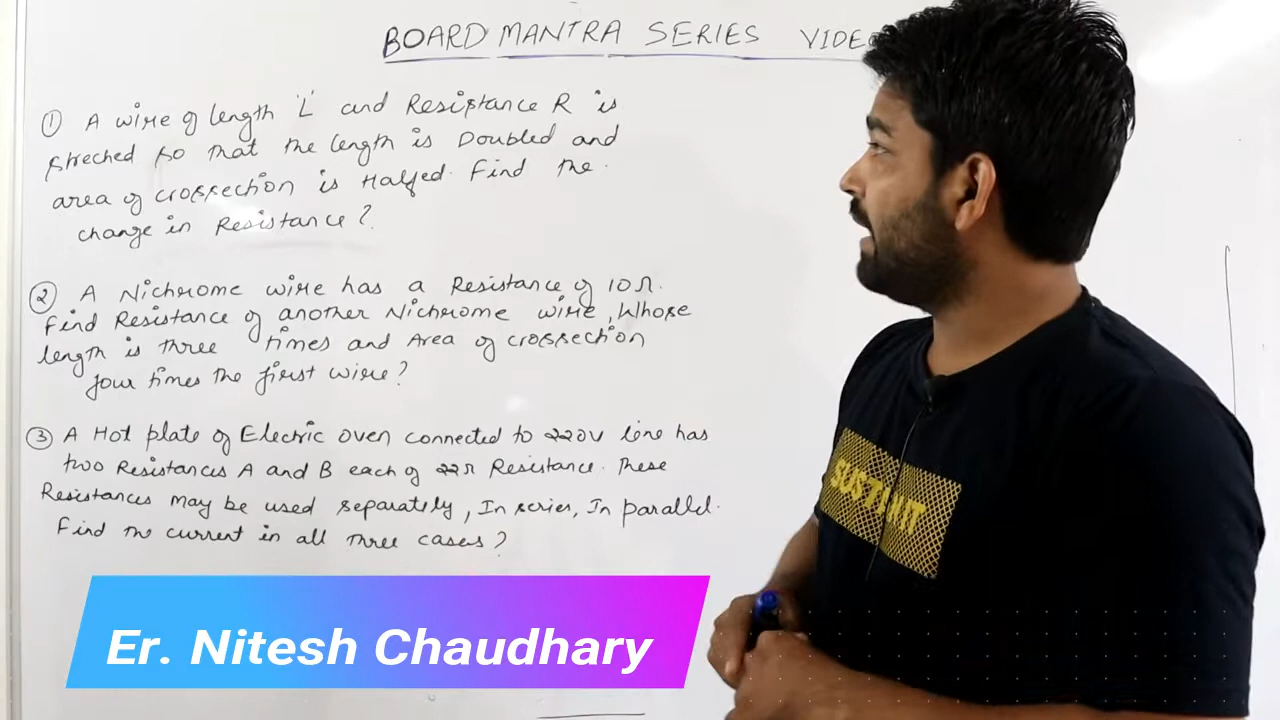 BOARD MANTRA SERIES VIDEO
① A wire of length 'L' and Resistance R is
streched so that the length is Doubled and
area of crossection is Halfed. Find the
change in Resistance?
② A Nichrome wire has a Resistance of 10Ω.
Find Resistance of another Nichrome wire, Whose
length is three times and Area of crossection
four times the first wire?
③ A Hot plate of Electric oven connected to 220V line has
two Resistances A and B each of 22Ω Resistance. These
Resistances may be used separately, In series, In parallel.
Find the current in all three cases?
Er. Nitesh Chaudhary